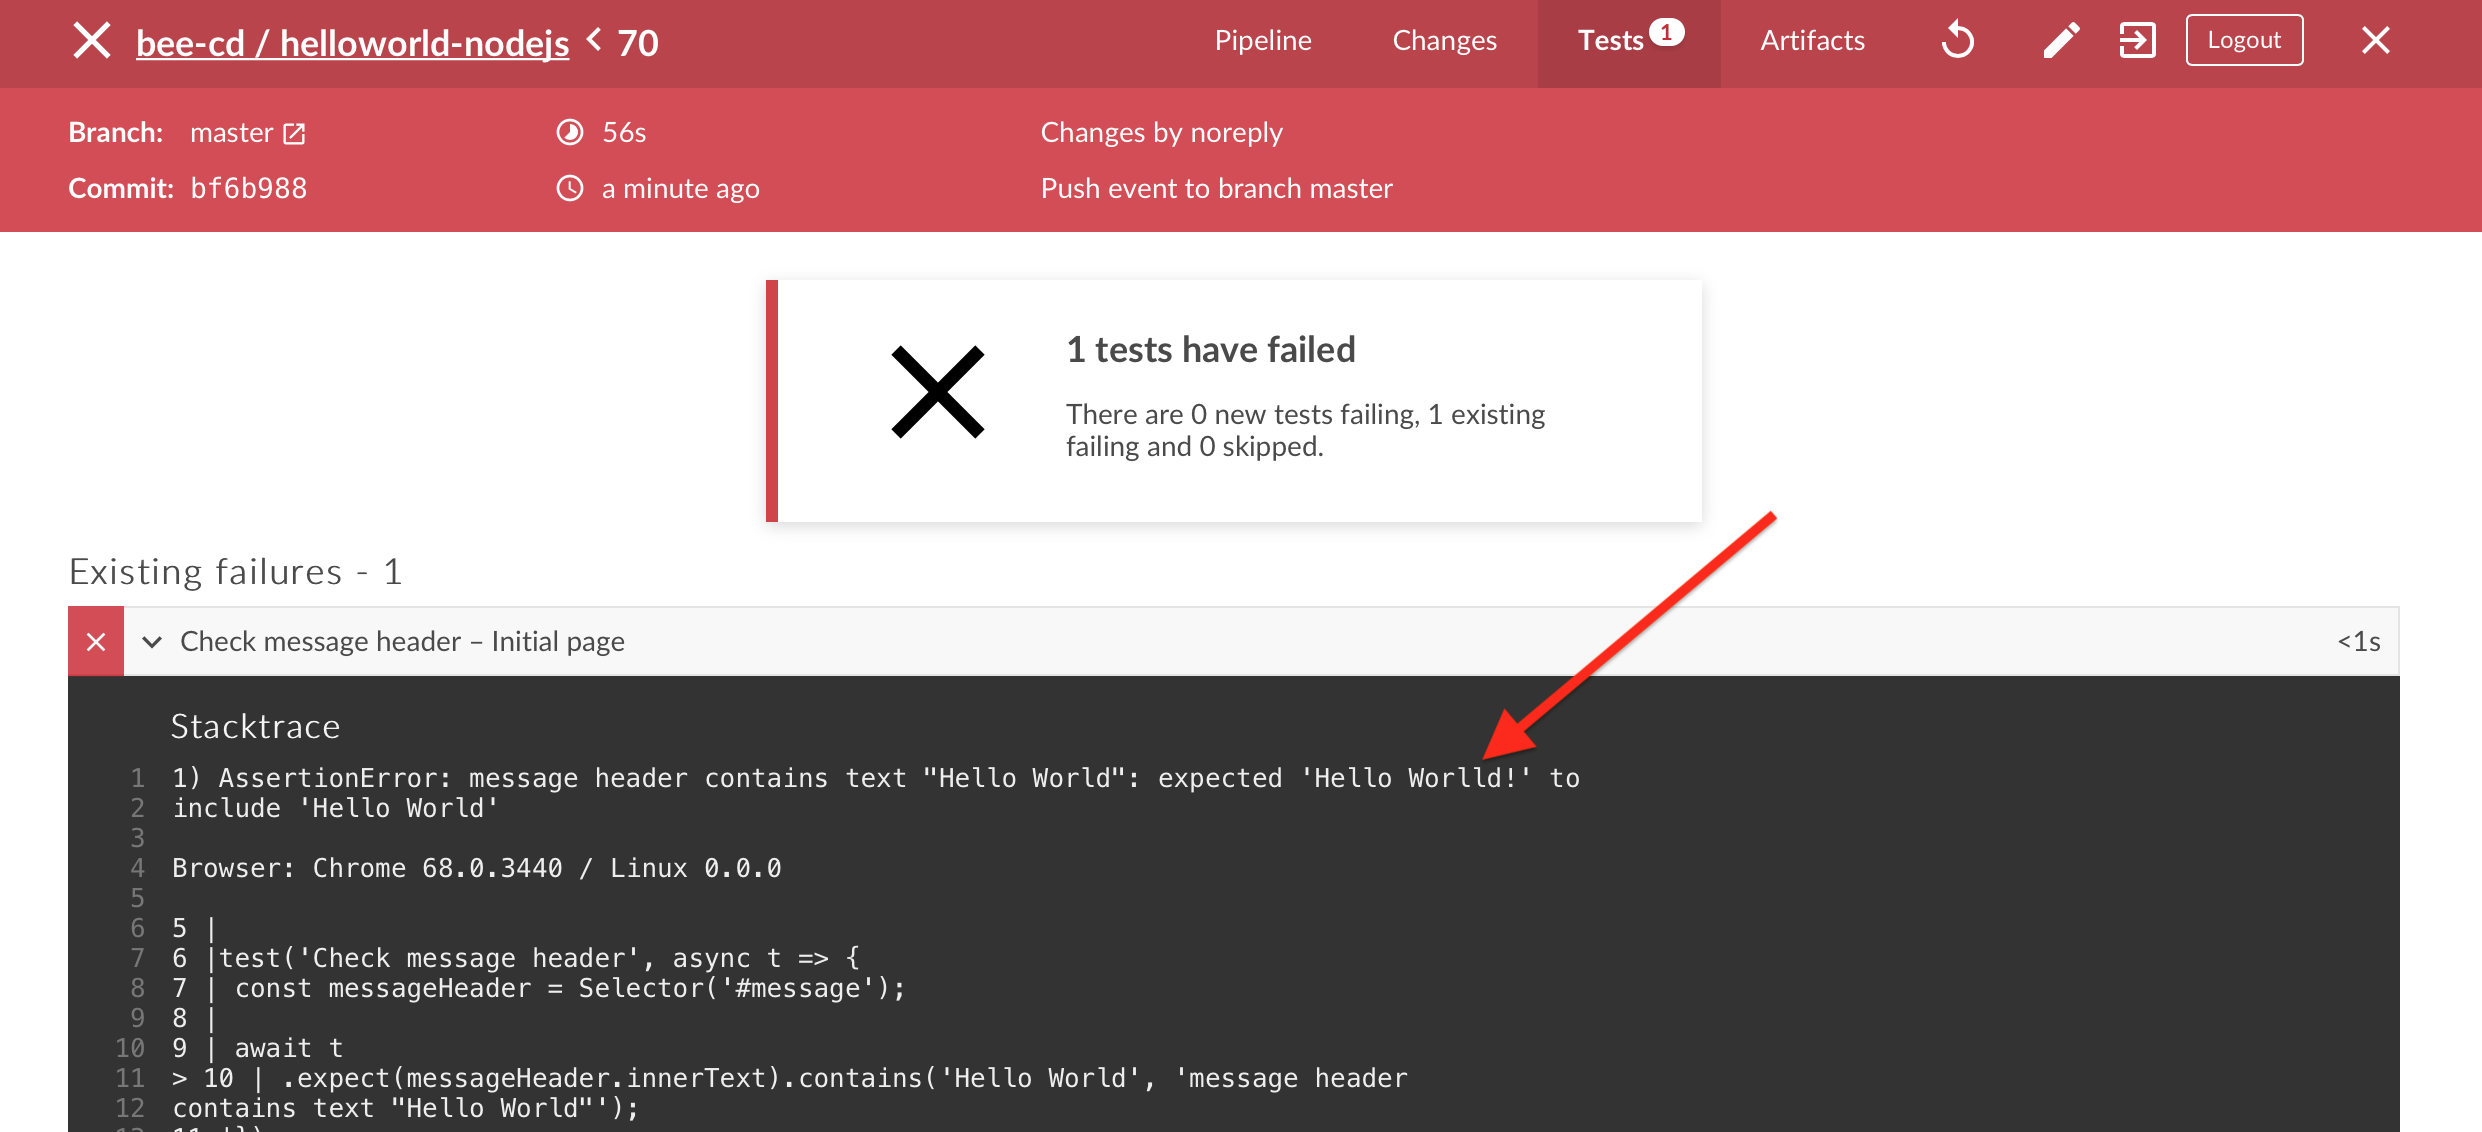 bee-cd / helloworld-nodejs < 70 Pipeline Changes Tests 1 Artifacts Logout
Branch: master 56s Changes by noreply
Commit: bf6b988 a minute ago Push event to branch master
1 tests have failed
There are 0 new tests failing, 1 existing
failing and 0 skipped.
Existing failures - 1
Check message header – Initial page <1s
Stacktrace
1 1) AssertionError: message header contains text "Hello World": expected 'Hello Worlld!' to
2 include 'Hello World'
3
4 Browser: Chrome 68.0.3440 / Linux 0.0.0
5
6 5 |
7 6 |test('Check message header', async t => {
8 7 | const messageHeader = Selector('#message');
9 8 |
10 9 | await t
11 > 10 | .expect(messageHeader.innerText).contains('Hello World', 'message header
12 contains text "Hello World"');